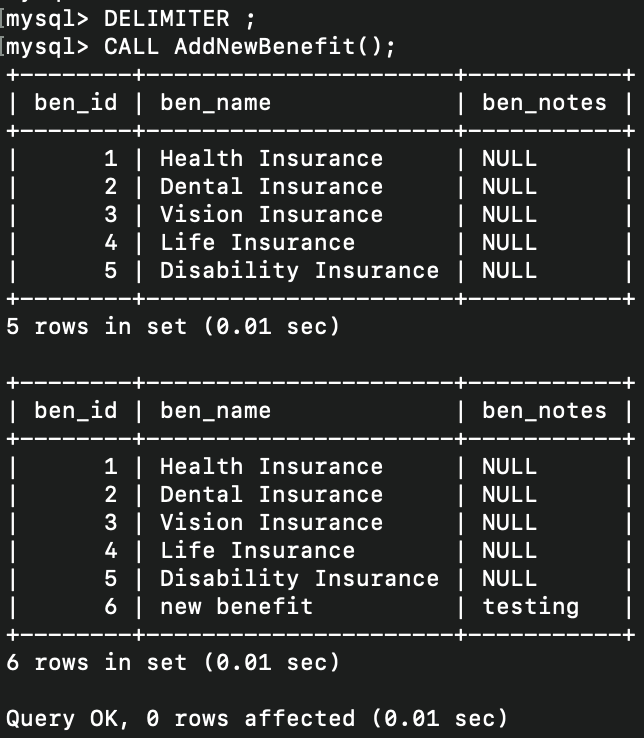 [mysql> DELIMITER ;
[mysql> CALL AddNewBenefit();
+--------+----------------------+-----------+
| ben_id | ben_name             | ben_notes |
+--------+----------------------+-----------+
|      1 | Health Insurance     | NULL      |
|      2 | Dental Insurance     | NULL      |
|      3 | Vision Insurance     | NULL      |
|      4 | Life Insurance       | NULL      |
|      5 | Disability Insurance | NULL      |
+--------+----------------------+-----------+
5 rows in set (0.01 sec)

+--------+----------------------+-----------+
| ben_id | ben_name             | ben_notes |
+--------+----------------------+-----------+
|      1 | Health Insurance     | NULL      |
|      2 | Dental Insurance     | NULL      |
|      3 | Vision Insurance     | NULL      |
|      4 | Life Insurance       | NULL      |
|      5 | Disability Insurance | NULL      |
|      6 | new benefit          | testing   |
+--------+----------------------+-----------+
6 rows in set (0.01 sec)

Query OK, 0 rows affected (0.01 sec)